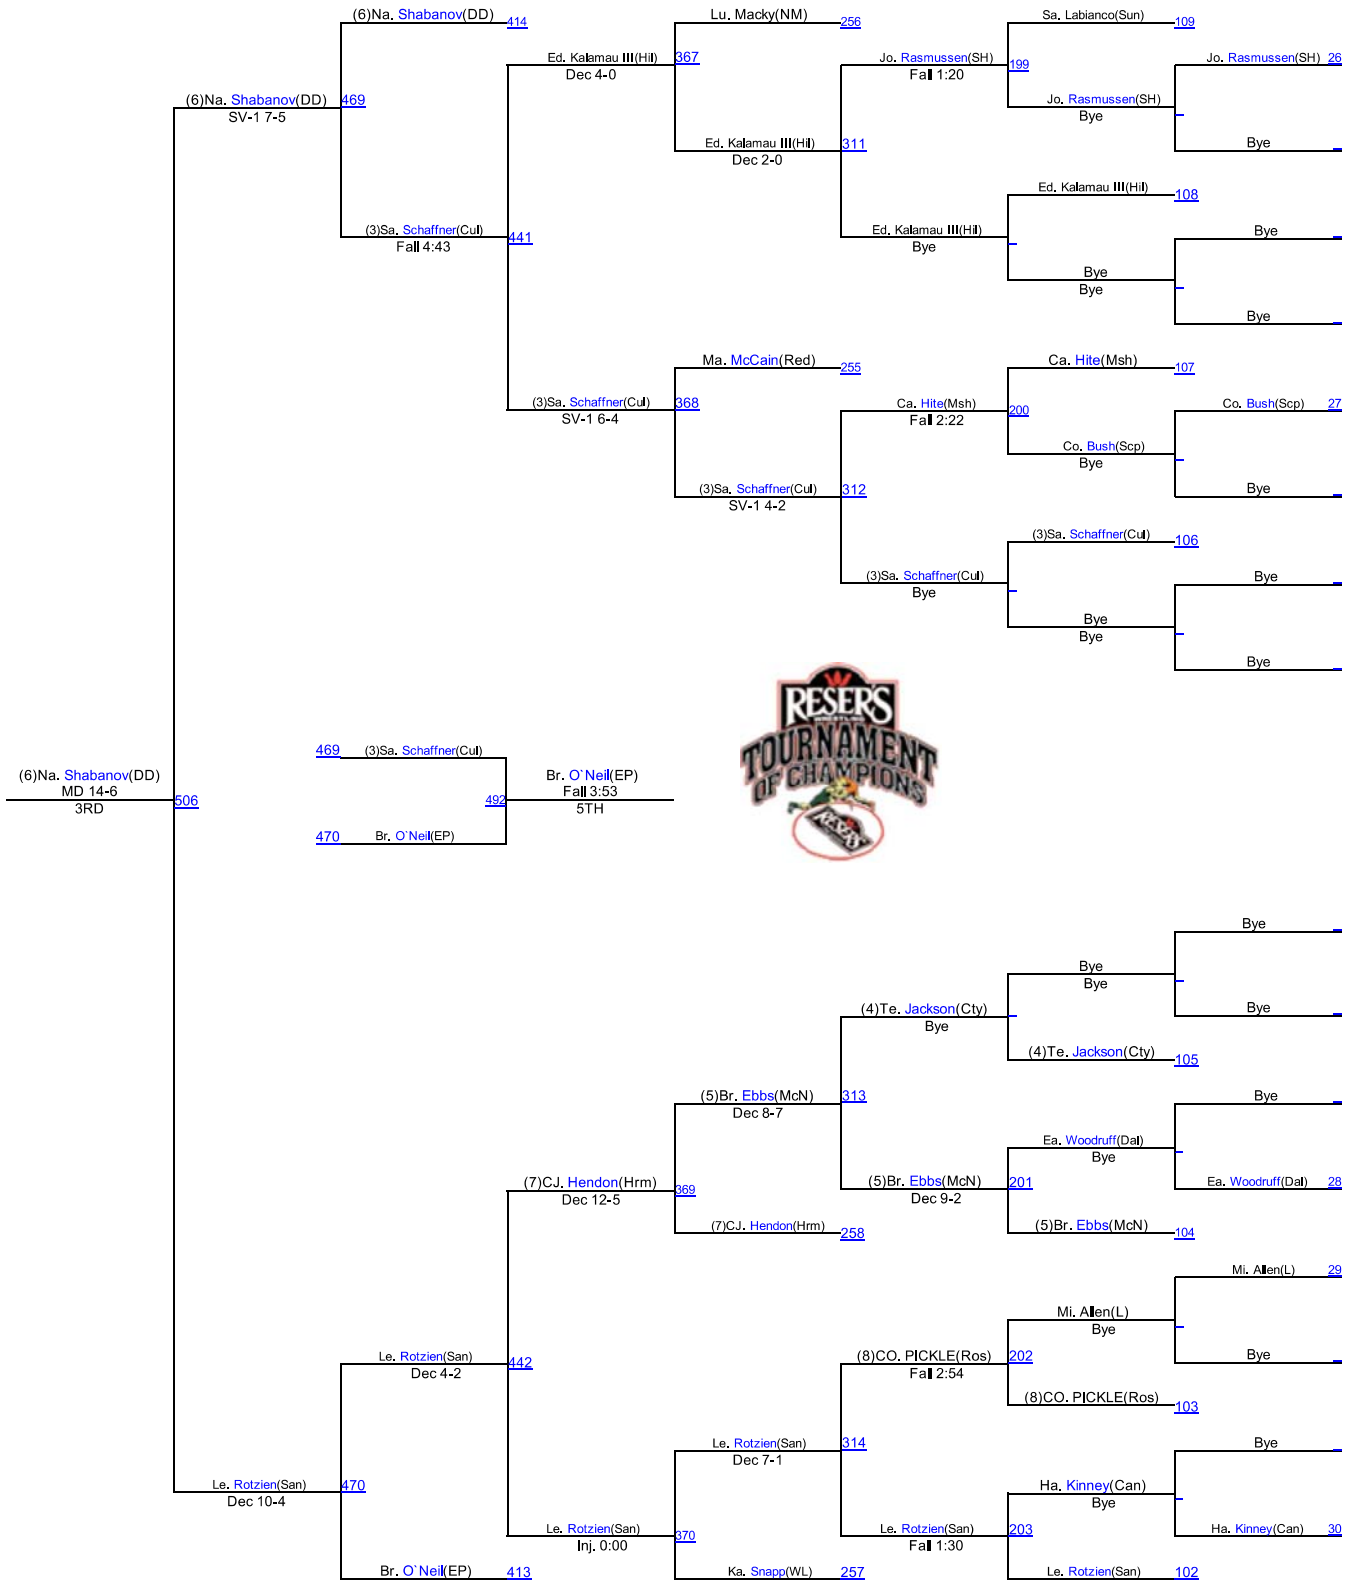 (6)Na. Shabanov(DD) 414
Lu. Macky(NM) 256
Sa. Labianco(Sun) 109
Ed. Kalamau III(Hil) 367
Dec 4-0
Jo. Rasmussen(SH) 199
Fall 1:20
Jo. Rasmussen(SH) 26
(6)Na. Shabanov(DD) 469
SV-1 7-5
Jo. Rasmussen(SH)
Bye
Ed. Kalamau III(Hil) 311
Dec 2-0
Bye
Ed. Kalamau III(Hil) 108
(3)Sa. Schaffner(Cul) 441
Fall 4:43
Ed. Kalamau III(Hil)
Bye
Bye
Bye
Bye
Bye
Ma. McCain(Red) 255
Ca. Hite(Msh) 107
(3)Sa. Schaffner(Cul) 368
SV-1 6-4
Ca. Hite(Msh) 200
Fall 2:22
Co. Bush(Scp) 27
Co. Bush(Scp)
Bye
(3)Sa. Schaffner(Cul) 312
SV-1 4-2
Bye
(3)Sa. Schaffner(Cul) 106
(3)Sa. Schaffner(Cul)
Bye
Bye
Bye
Bye
Bye
RESER'S
WRESTLING
TOURNAMENT
OF CHAMPIONS
RESER'S
469 (3)Sa. Schaffner(Cul)
(6)Na. Shabanov(DD)
MD 14-6
3RD
506
492
Br. O`Neil(EP)
Fall 3:53
5TH
470 Br. O`Neil(EP)
Bye
Bye
Bye
(4)Te. Jackson(Cty)
Bye
Bye
(4)Te. Jackson(Cty) 105
(5)Br. Ebbs(McN) 313
Dec 8-7
Bye
Ea. Woodruff(Dal)
Bye
(7)CJ. Hendon(Hrm) 369
Dec 12-5
(5)Br. Ebbs(McN) 201
Dec 9-2
Ea. Woodruff(Dal) 28
(7)CJ. Hendon(Hrm) 258
(5)Br. Ebbs(McN) 104
Mi. Allen(L) 29
Mi. Allen(L)
Bye
Le. Rotzien(San) 442
Dec 4-2
(8)CO. PICKLE(Ros) 202
Fall 2:54
Bye
(8)CO. PICKLE(Ros) 103
Le. Rotzien(San) 314
Dec 7-1
Bye
Le. Rotzien(San) 470
Dec 10-4
Ha. Kinney(Can)
Bye
Le. Rotzien(San) 370
Inj. 0:00
Le. Rotzien(San) 203
Fall 1:30
Ha. Kinney(Can) 30
Br. O`Neil(EP) 413
Ka. Snapp(WL) 257
Le. Rotzien(San) 102